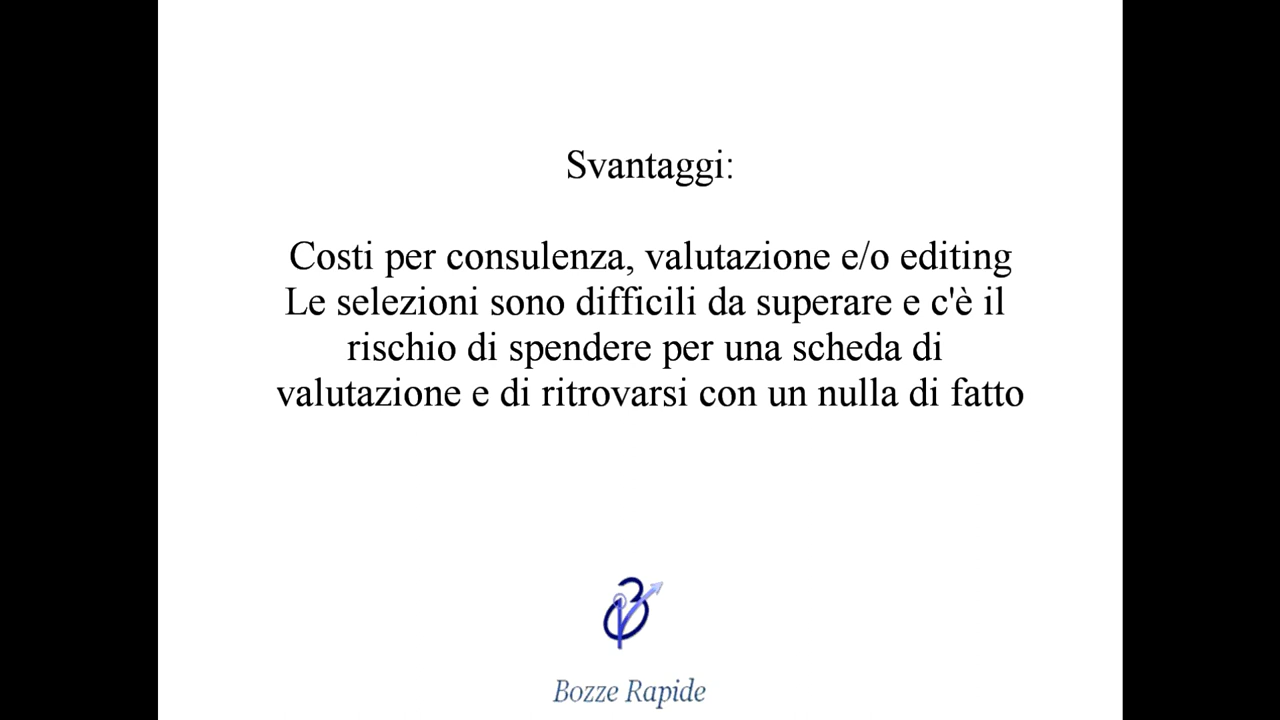 Svantaggi:
Costi per consulenza, valutazione e/o editing
Le selezioni sono difficili da superare e c'è il
rischio di spendere per una scheda di
valutazione e di ritrovarsi con un nulla di fatto
Bozze Rapide